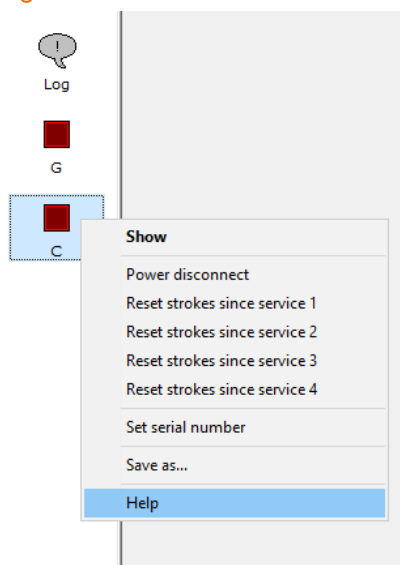 Log
G
C
Show
Power disconnect
Reset strokes since service 1
Reset strokes since service 2
Reset strokes since service 3
Reset strokes since service 4
Set serial number
Save as...
Help